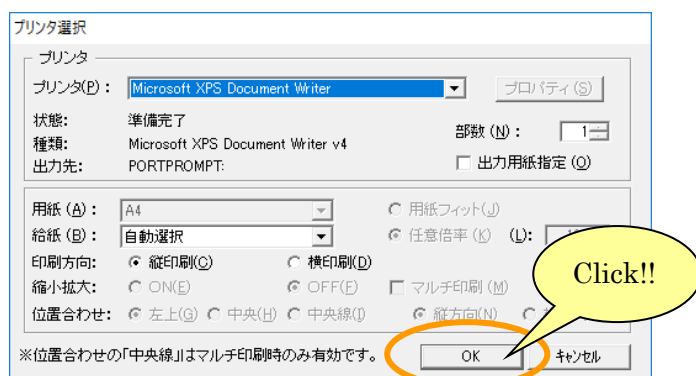 プリンタ選択
プリンタ
プリンタ(P)： Microsoft XPS Document Writer プロパティ(S)
状態: 準備完了
部数(N)： 1
種類: Microsoft XPS Document Writer v4
出力先: PORTPROMPT: 出力用紙指定(O)
用紙(A)： A4 用紙フィット(J)
給紙(B)： 自動選択 任意倍率(K) (L):
印刷方向: 縦印刷(C) 横印刷(D)
縮小拡大: ON(E) OFF(F) マルチ印刷(M)
位置合わせ: 左上(G) 中央(H) 中央線(I) 縦方向(N)
※位置合わせの「中央線」はマルチ印刷時のみ有効です。 OK キャンセル
Click!!